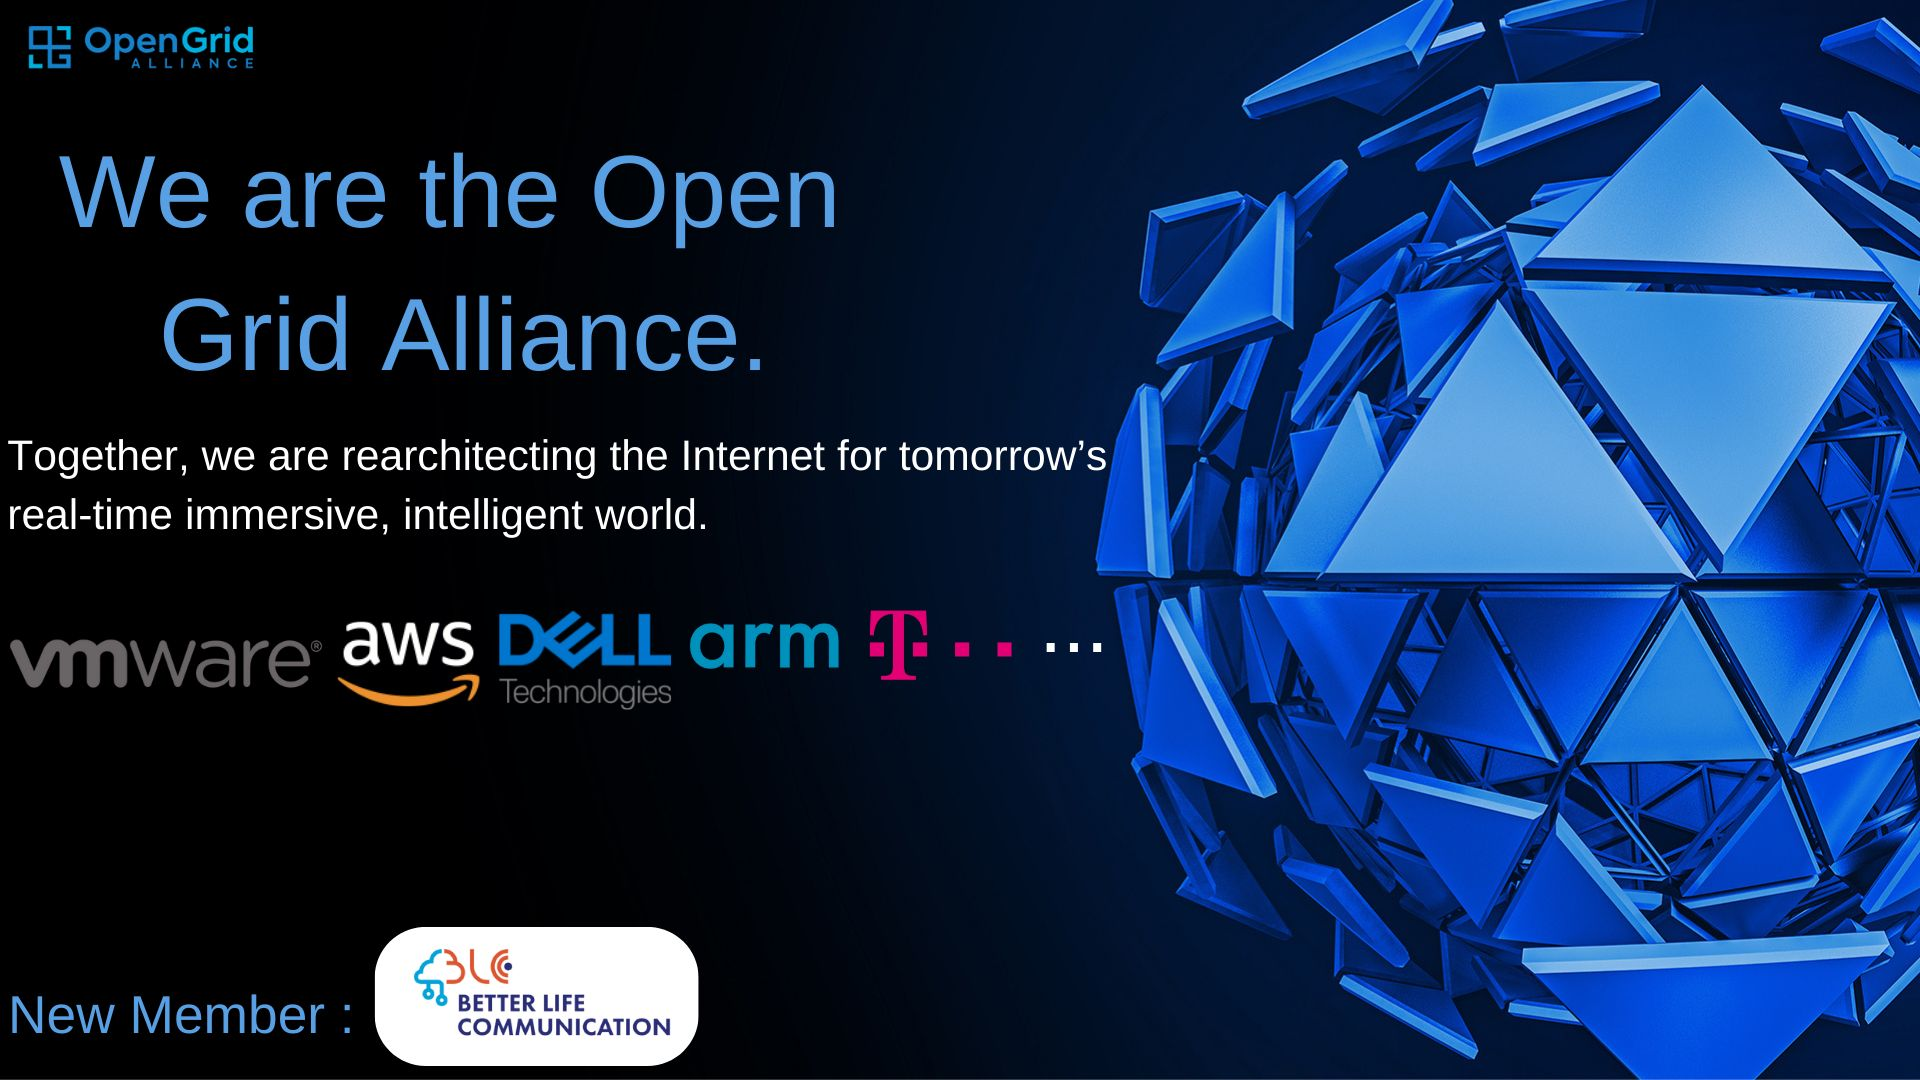 OpenGrid
ALLIANCE
We are the Open
Grid Alliance.
Together, we are rearchitecting the Internet for tomorrow’s
real-time immersive, intelligent world.
vmware® aws DELL arm T ...
Technologies
BLC
BETTER LIFE
COMMUNICATION
New Member :